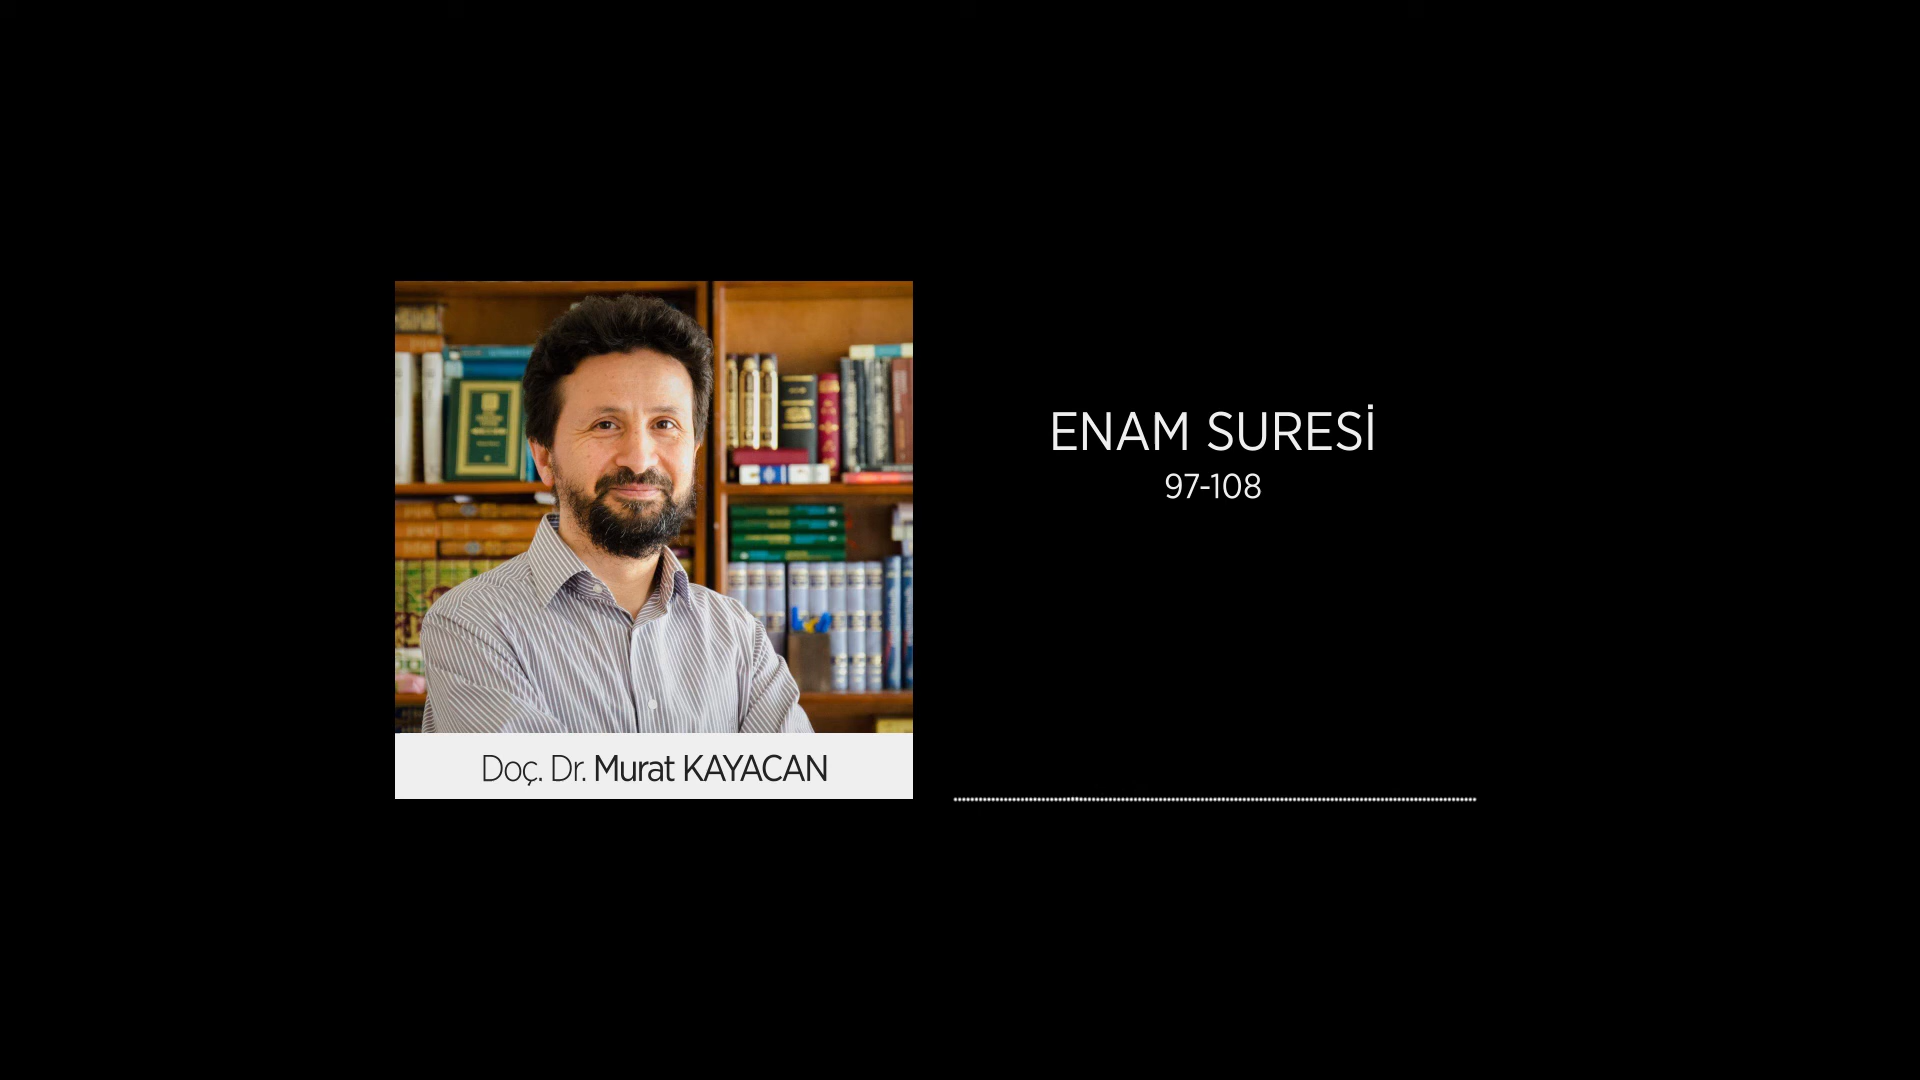 ENAM SURESİ
97-108
Doç. Dr. Murat KAYACAN